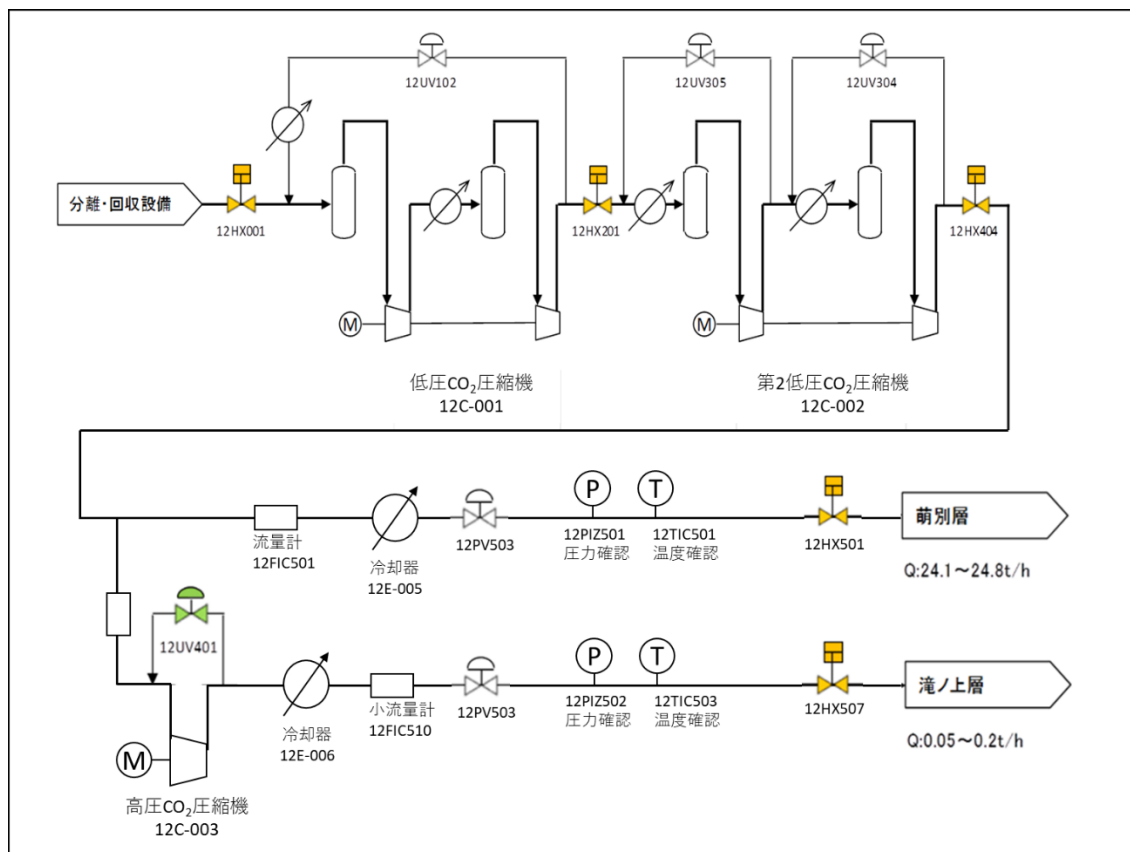 12UV102
12UV305
12UV304
分離・回収設備
12HX001
12HX201
12HX404
M
M
低圧CO₂圧縮機
12C-001
第2低圧CO₂圧縮機
12C-002
流量計
12FIC501
冷却器
12E-005
12PV503
P
12PIZ501
圧力確認
T
12TIC501
温度確認
12HX501
萌別層
Q:24.1～24.8t/h
12UV401
M
高圧CO₂圧縮機
12C-003
冷却器
12E-006
小流量計
12FIC510
12PV503
P
12PIZ502
圧力確認
T
12TIC503
温度確認
12HX507
滝ノ上層
Q:0.05～0.2t/h